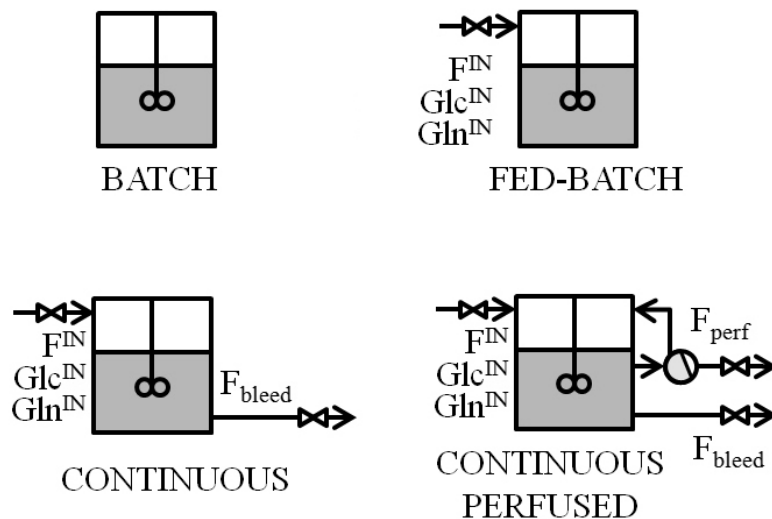 F^IN
Glc^IN
Gln^IN
BATCH
FED-BATCH
F^IN
Glc^IN
Gln^IN
F_bleed
CONTINUOUS
F^IN
Glc^IN
Gln^IN
F_perf
F_bleed
CONTINUOUS
PERFUSED